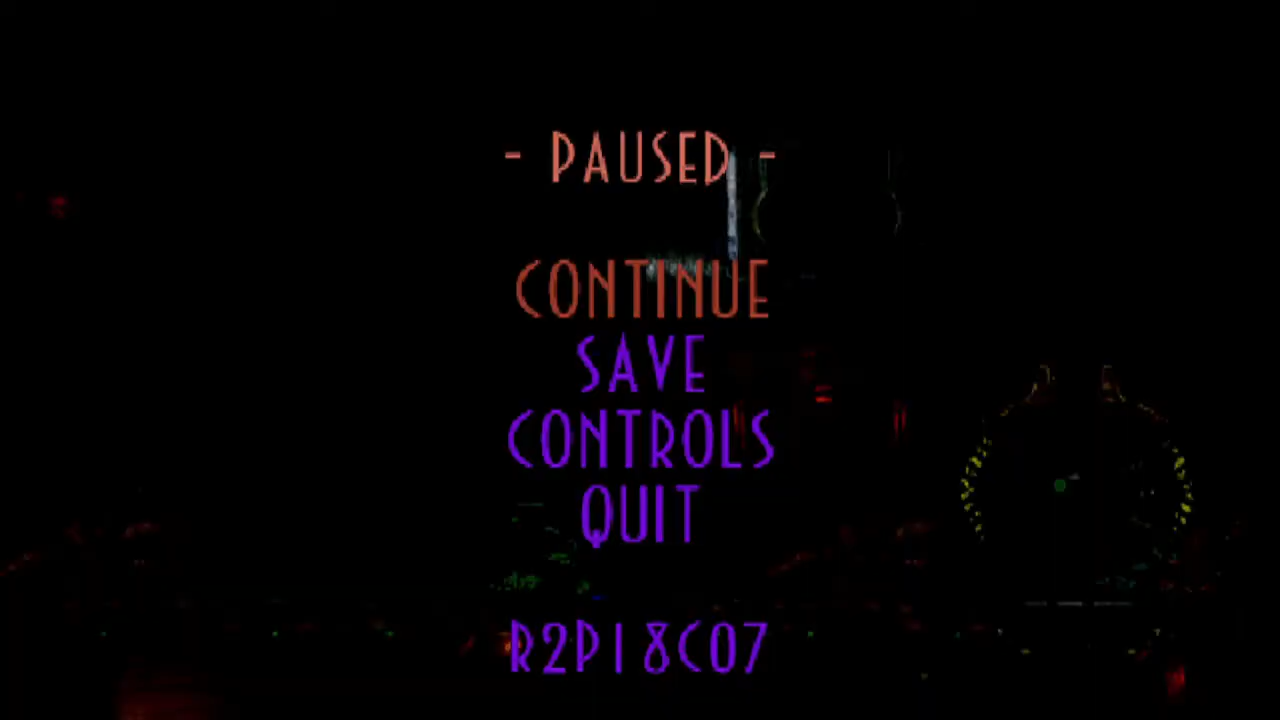 - PAUSED -
CONTINUE
SAVE
CONTROLS
QUIT
R2P18C07